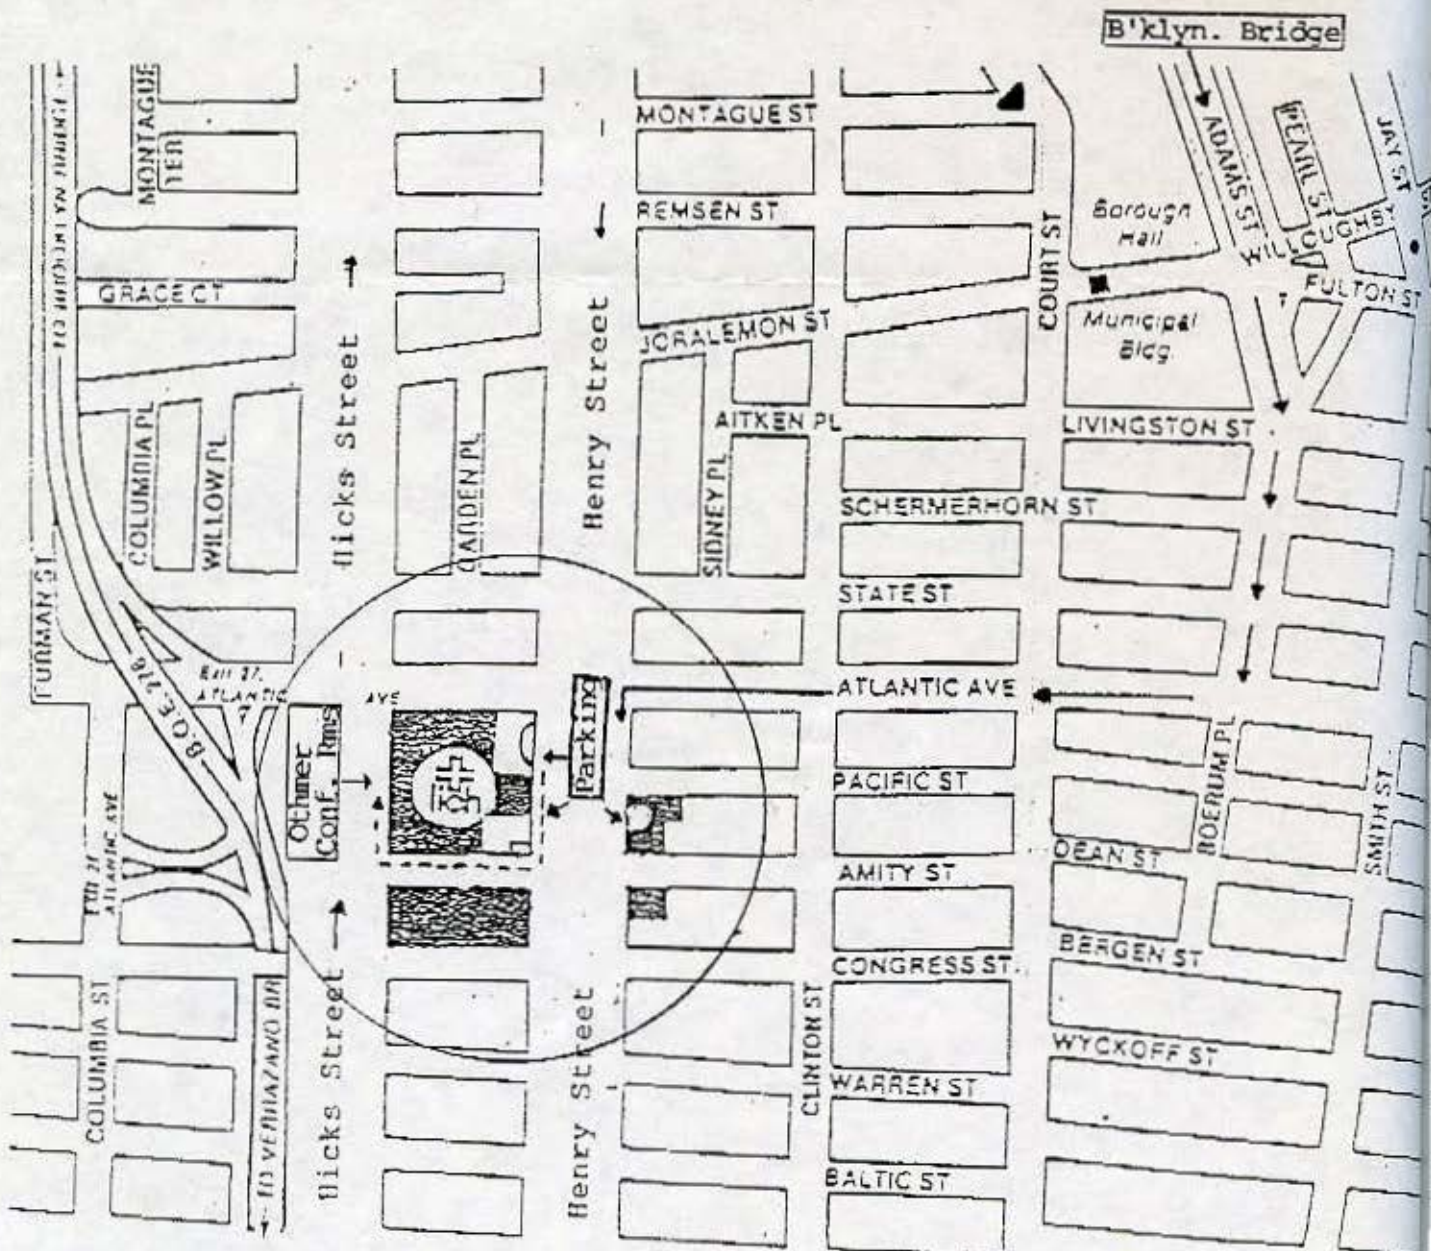 B'klyn. Bridge
MONTAGUE
TER
MONTAGUE ST
ADAMS ST
PEARL ST
JAY ST
REMSEN ST
Borough
Hall
WILLOUGHBY
GRACE CT
COURT ST
FULTON ST
Hicks Street
Henry Street
JORALEMON ST
Municipal
Bldg.
AITKEN PL
LIVINGSTON ST
COLUMBIA PL
WILLOW PL
GARDEN PL
SIDNEY PL
SCHERMERHORN ST
FURMAN ST
STATE ST
B.Q.E. 278
Exit 27
ATLANTIC
AVE
ATLANTIC AVE
Othmer
Conf. Rms
Parking
PACIFIC ST
BOERUM PL
SMITH ST
ATLANTIC AVE
AMITY ST
DEAN ST
CONGRESS ST
BERGEN ST
COLUMBIA ST
TO VERRAZANO BR
Hicks Street
Henry Street
CLINTON ST
WYCKOFF ST
WARREN ST
BALTIC ST